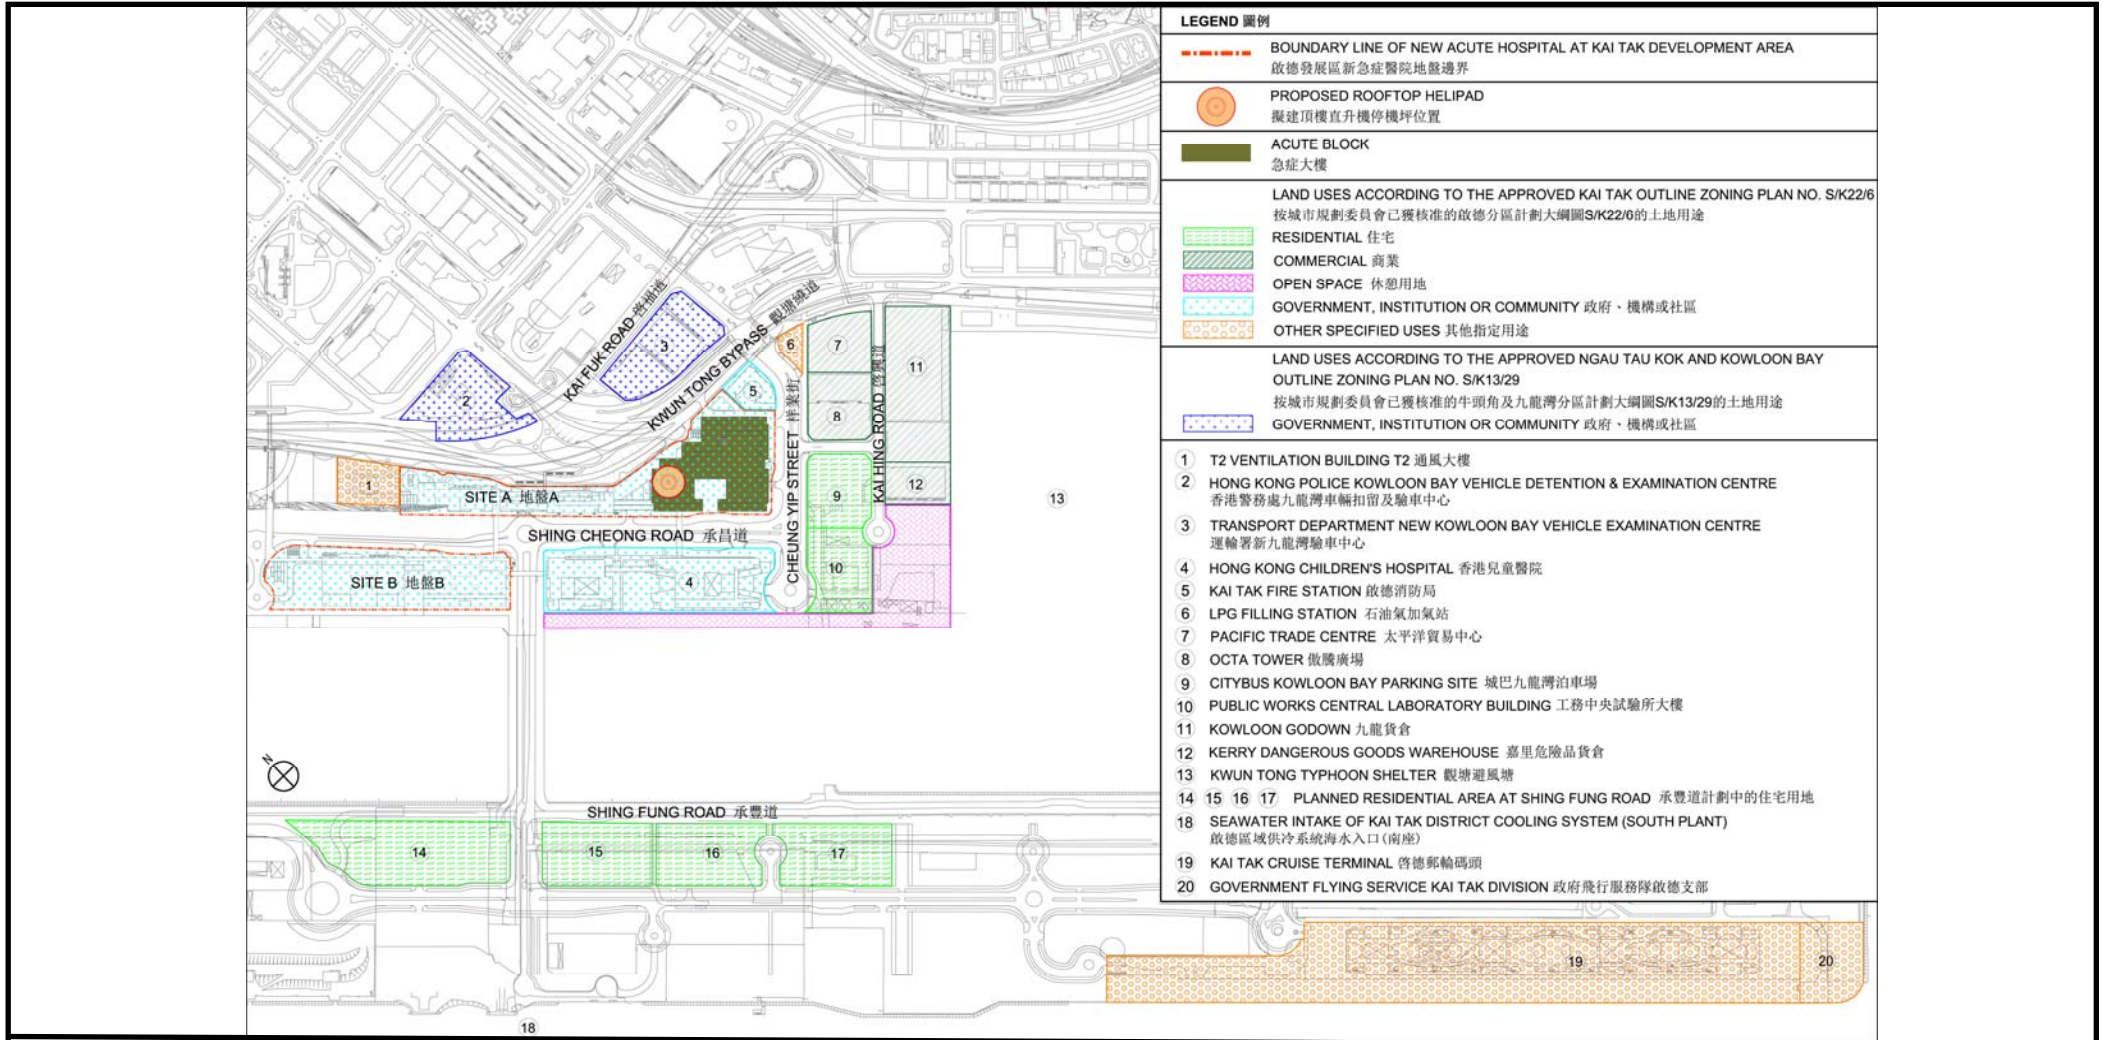 KAI FUK ROAD 啓福道
KWUN TONG BYPASS 觀塘繞道
CHEUNG YIP STREET 祥業街
KAI HING ROAD 啓興道
3
6
7
11
2
5
8
1
SITE A 地盤A
9
12
13
SHING CHEONG ROAD 承昌道
SITE B 地盤B
4
10
N
SHING FUNG ROAD 承豐道
14
15
16
17
19
20
18
LEGEND 圖例
BOUNDARY LINE OF NEW ACUTE HOSPITAL AT KAI TAK DEVELOPMENT AREA
啟德發展區新急症醫院地盤邊界
PROPOSED ROOFTOP HELIPAD
擬建頂樓直升機停機坪位置
ACUTE BLOCK
急症大樓
LAND USES ACCORDING TO THE APPROVED KAI TAK OUTLINE ZONING PLAN NO. S/K22/6
按城市規劃委員會已獲核准的啟德分區計劃大綱圖S/K22/6的土地用途
RESIDENTIAL 住宅
COMMERCIAL 商業
OPEN SPACE 休憩用地
GOVERNMENT, INSTITUTION OR COMMUNITY 政府、機構或社區
OTHER SPECIFIED USES 其他指定用途
LAND USES ACCORDING TO THE APPROVED NGAU TAU KOK AND KOWLOON BAY
OUTLINE ZONING PLAN NO. S/K13/29
按城市規劃委員會已獲核准的牛頭角及九龍灣分區計劃大綱圖S/K13/29的土地用途
GOVERNMENT, INSTITUTION OR COMMUNITY 政府、機構或社區
1 T2 VENTILATION BUILDING T2 通風大樓
2 HONG KONG POLICE KOWLOON BAY VEHICLE DETENTION & EXAMINATION CENTRE
香港警務處九龍灣車輛扣留及驗車中心
3 TRANSPORT DEPARTMENT NEW KOWLOON BAY VEHICLE EXAMINATION CENTRE
運輸署新九龍灣驗車中心
4 HONG KONG CHILDREN'S HOSPITAL 香港兒童醫院
5 KAI TAK FIRE STATION 啟德消防局
6 LPG FILLING STATION 石油氣加氣站
7 PACIFIC TRADE CENTRE 太平洋貿易中心
8 OCTA TOWER 傲騰廣場
9 CITYBUS KOWLOON BAY PARKING SITE 城巴九龍灣泊車場
10 PUBLIC WORKS CENTRAL LABORATORY BUILDING 工務中央試驗所大樓
11 KOWLOON GODOWN 九龍貨倉
12 KERRY DANGEROUS GOODS WAREHOUSE 嘉里危險品貨倉
13 KWUN TONG TYPHOON SHELTER 觀塘避風塘
14 15 16 17 PLANNED RESIDENTIAL AREA AT SHING FUNG ROAD 承豐道計劃中的住宅用地
18 SEAWATER INTAKE OF KAI TAK DISTRICT COOLING SYSTEM (SOUTH PLANT)
啟德區域供冷系統海水入口(南座)
19 KAI TAK CRUISE TERMINAL 啓德郵輪碼頭
20 GOVERNMENT FLYING SERVICE KAI TAK DIVISION 政府飛行服務隊啟德支部